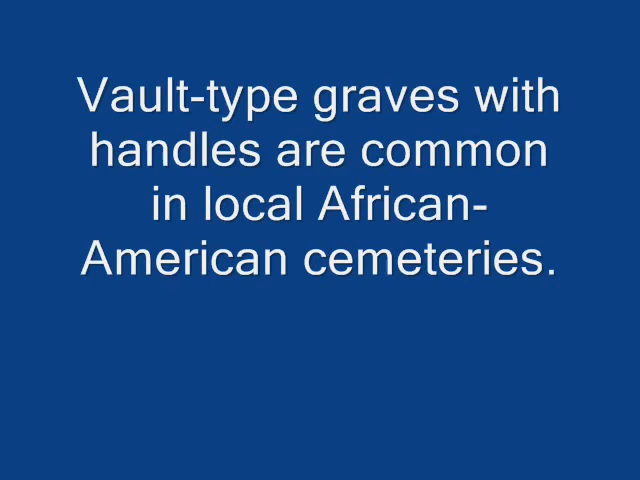 Vault-type graves with
handles are common
in local African-
American cemeteries.